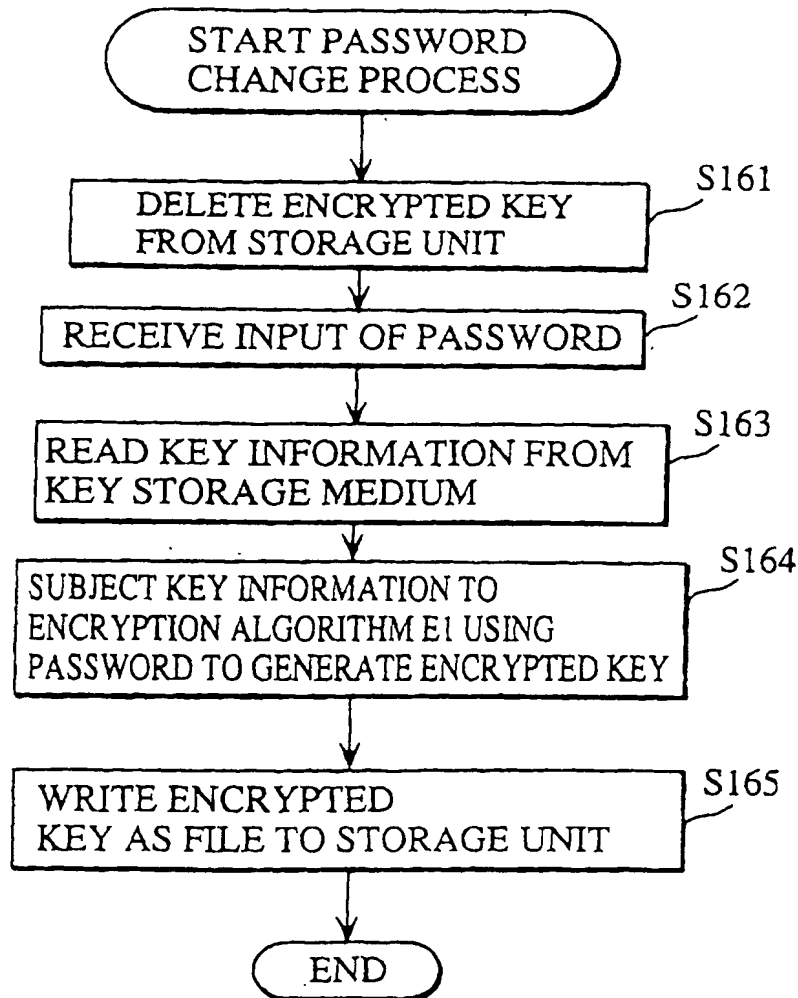 START PASSWORD
CHANGE PROCESS
S161
DELETE ENCRYPTED KEY
FROM STORAGE UNIT
S162
RECEIVE INPUT OF PASSWORD
S163
READ KEY INFORMATION FROM
KEY STORAGE MEDIUM
S164
SUBJECT KEY INFORMATION TO
ENCRYPTION ALGORITHM E1 USING
PASSWORD TO GENERATE ENCRYPTED KEY
S165
WRITE ENCRYPTED
KEY AS FILE TO STORAGE UNIT
END